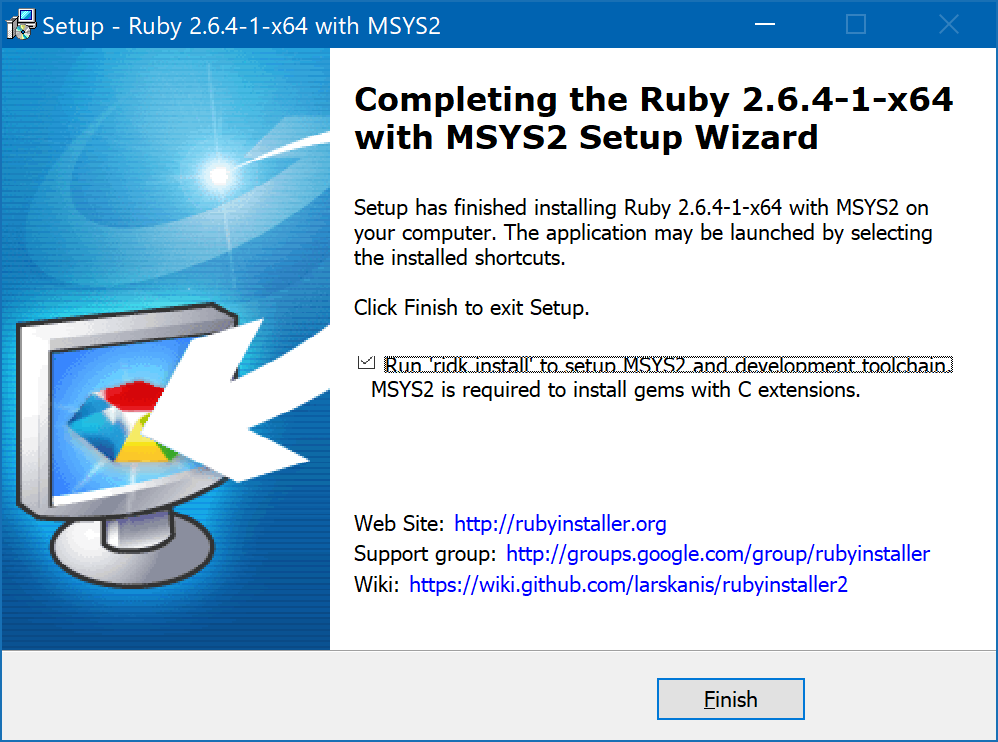 Setup - Ruby 2.6.4-1-x64 with MSYS2
Completing the Ruby 2.6.4-1-x64
with MSYS2 Setup Wizard
Setup has finished installing Ruby 2.6.4-1-x64 with MSYS2 on
your computer. The application may be launched by selecting
the installed shortcuts.
Click Finish to exit Setup.
Run 'ridk install' to setup MSYS2 and development toolchain.
MSYS2 is required to install gems with C extensions.
Web Site: http://rubyinstaller.org
Support group: http://groups.google.com/group/rubyinstaller
Wiki: https://wiki.github.com/larskanis/rubyinstaller2
Finish